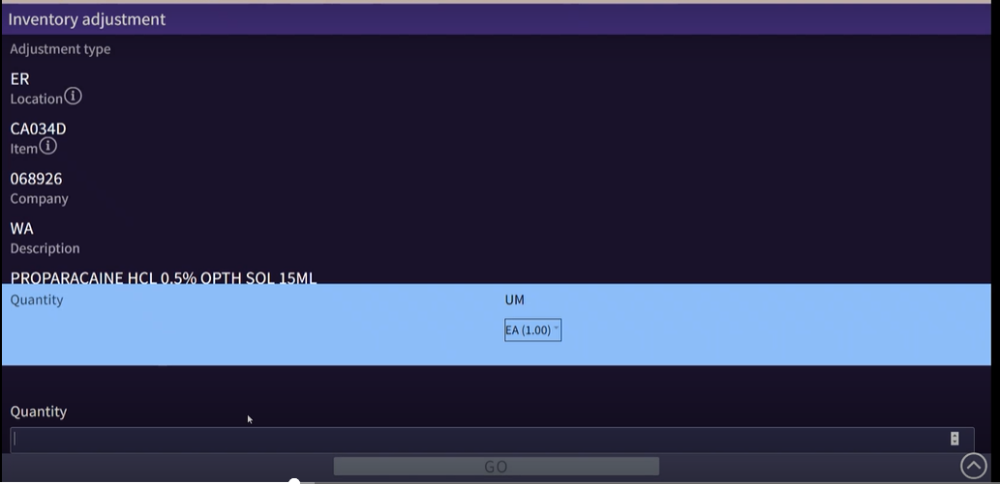 Inventory adjustment
Adjustment type
ER
Location
CA034D
Item
068926
Company
WA
Description
PROPARACAINE HCL 0.5% OPTH SOL 15ML
Quantity
UM
EA (1.00)
Quantity
GO